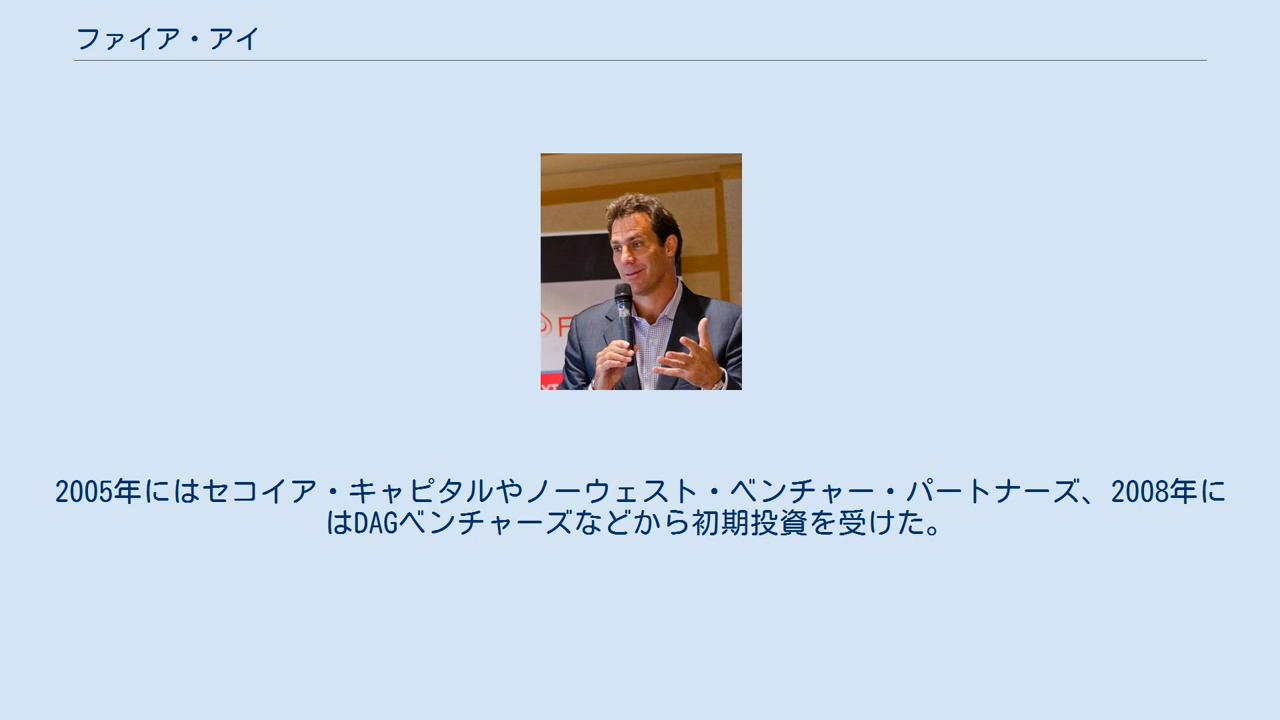 ファイア・アイ
F
2005年にはセコイア・キャピタルやノーウェスト・ベンチャー・パートナーズ、2008年に
はDAGベンチャーズなどから初期投資を受けた。